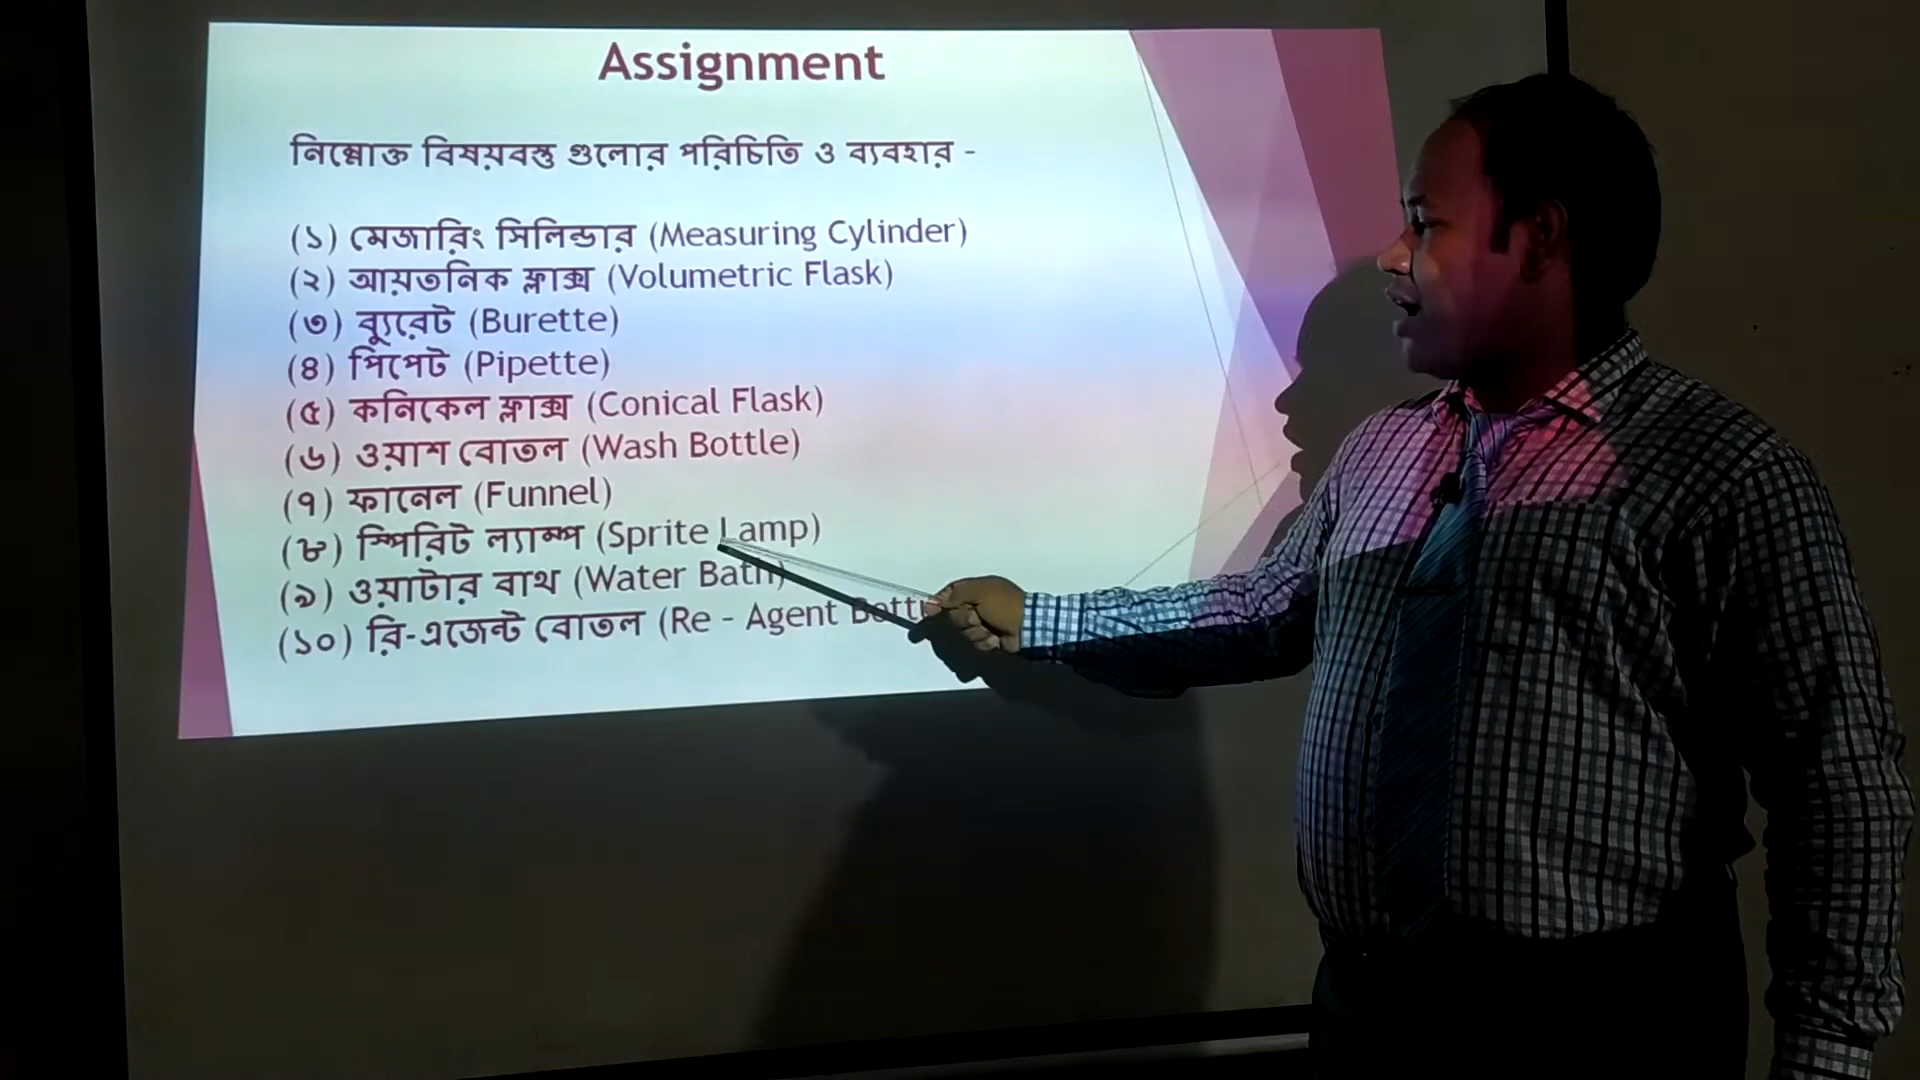 Assignment
নিম্নোক্ত বিষয়বস্তু গুলোর পরিচিতি ও ব্যবহার -
(১) মেজারিং সিলিন্ডার (Measuring Cylinder)
(২) আয়তনিক ফ্লাক্স (Volumetric Flask)
(৩) ব্যুরেট (Burette)
(৪) পিপেট (Pipette)
(৫) কনিকেল ফ্লাক্স (Conical Flask)
(৬) ওয়াশ বোতল (Wash Bottle)
(৭) ফানেল (Funnel)
(৮) স্পিরিট ল্যাম্প (Sprite Lamp)
(৯) ওয়াটার বাথ (Water Bath)
(১০) রি-এজেন্ট বোতল (Re - Agent